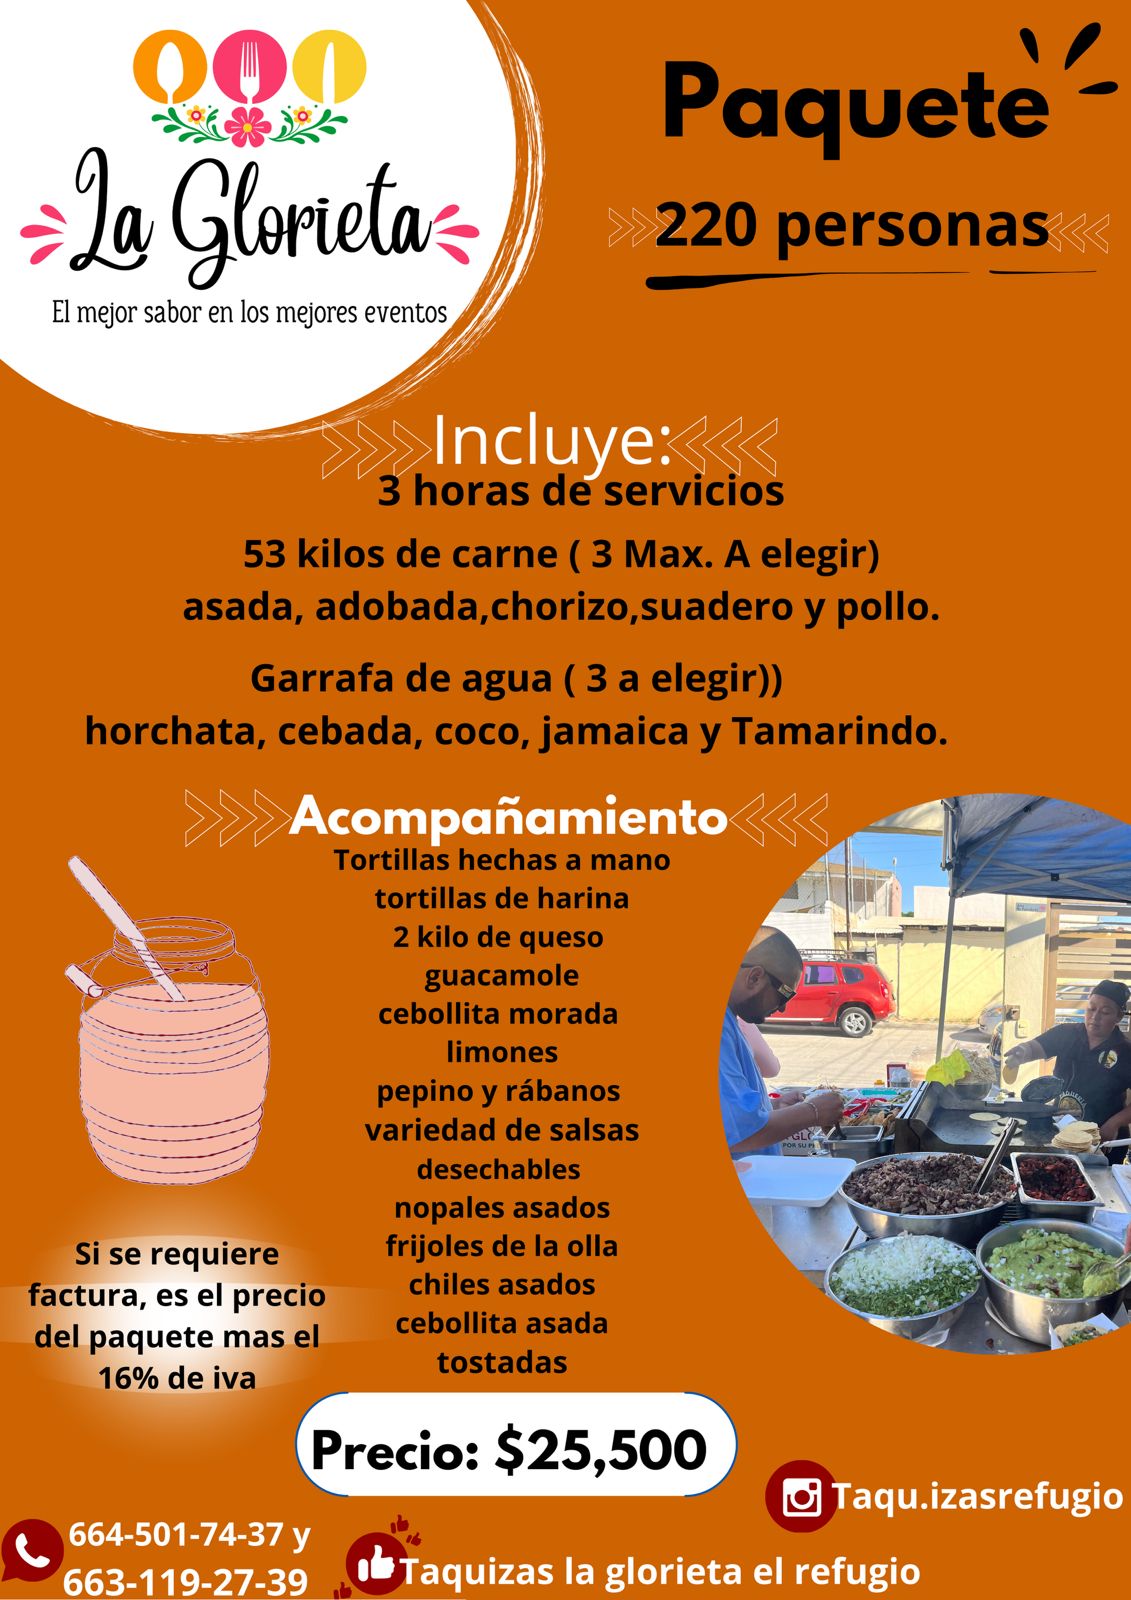 La Glorieta
El mejor sabor en los mejores eventos
Paquete
220 personas
Incluye:
3 horas de servicios
53 kilos de carne ( 3 Max. A elegir)
asada, adobada,chorizo,suadero y pollo.
Garrafa de agua ( 3 a elegir))
horchata, cebada, coco, jamaica y Tamarindo.
Acompañamiento
Tortillas hechas a mano
tortillas de harina
2 kilo de queso
guacamole
cebollita morada
limones
pepino y rábanos
variedad de salsas
desechables
nopales asados
frijoles de la olla
chiles asados
cebollita asada
tostadas
Si se requiere
factura, es el precio
del paquete mas el
16% de iva
Precio: $25,500
Taqu.izasrefugio
664-501-74-37 y
663-119-27-39
Taquizas la glorieta el refugio